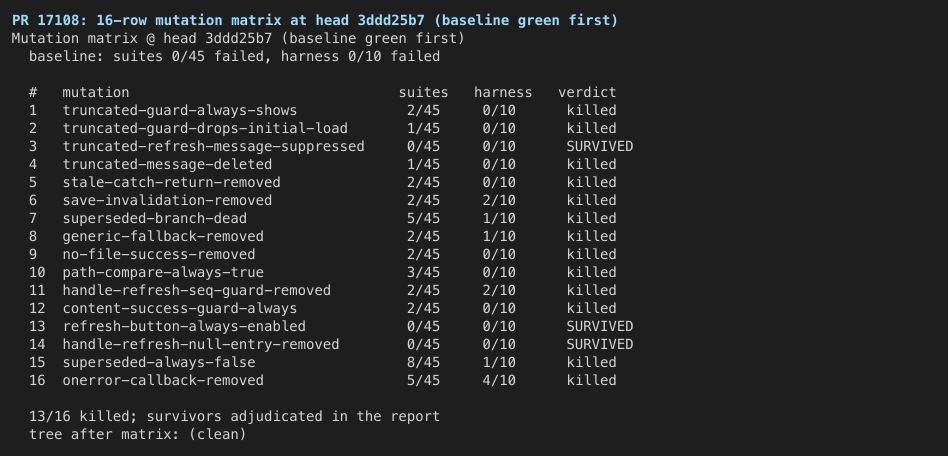 PR 17108: 16-row mutation matrix at head 3ddd25b7 (baseline green first)
Mutation matrix @ head 3ddd25b7 (baseline green first)
baseline: suites 0/45 failed, harness 0/10 failed
# mutation suites harness verdict
1 truncated-guard-always-shows 2/45 0/10 killed
2 truncated-guard-drops-initial-load 1/45 0/10 killed
3 truncated-refresh-message-suppressed 0/45 0/10 SURVIVED
4 truncated-message-deleted 1/45 0/10 killed
5 stale-catch-return-removed 2/45 0/10 killed
6 save-invalidation-removed 2/45 2/10 killed
7 superseded-branch-dead 5/45 1/10 killed
8 generic-fallback-removed 2/45 1/10 killed
9 no-file-success-removed 2/45 0/10 killed
10 path-compare-always-true 3/45 0/10 killed
11 handle-refresh-seq-guard-removed 2/45 2/10 killed
12 content-success-guard-always 2/45 0/10 killed
13 refresh-button-always-enabled 0/45 0/10 SURVIVED
14 handle-refresh-null-entry-removed 0/45 0/10 SURVIVED
15 superseded-always-false 8/45 1/10 killed
16 onerror-callback-removed 5/45 4/10 killed
13/16 killed; survivors adjudicated in the report
tree after matrix: (clean)